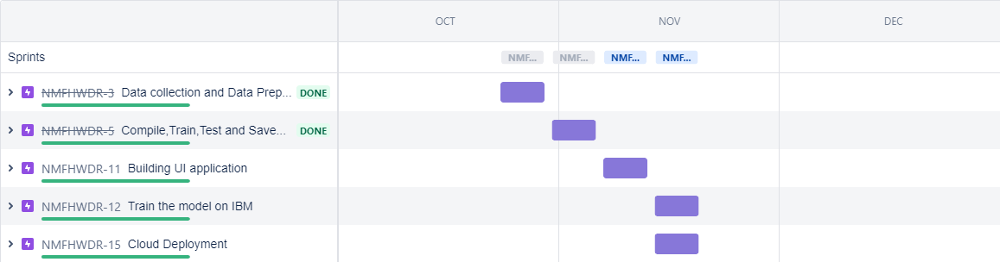 OCT NOV DEC
Sprints NMF... NMF... NMF... NMF...
NMFHWDR-3 Data collection and Data Prep... DONE
NMFHWDR-5 Compile,Train,Test and Save... DONE
NMFHWDR-11 Building UI application
NMFHWDR-12 Train the model on IBM
NMFHWDR-15 Cloud Deployment